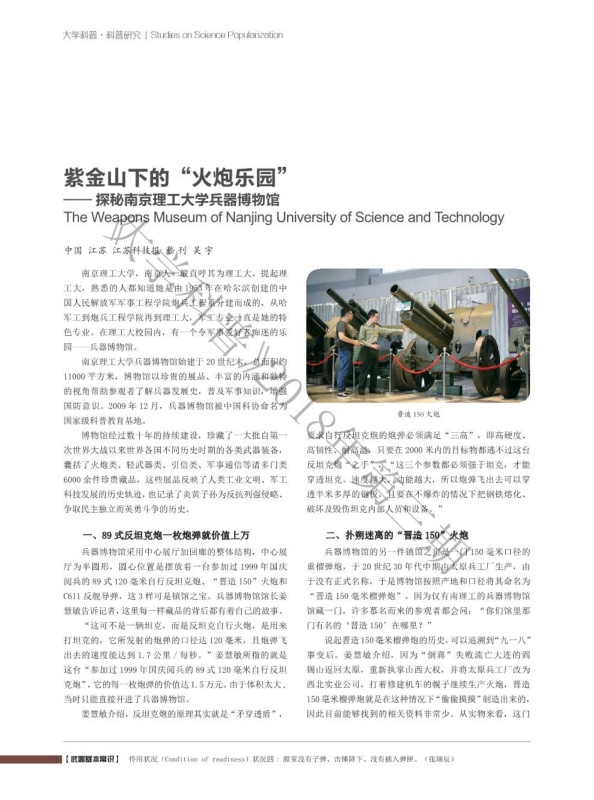 大学科普·科普研究 | Studies on Science Popularization
紫金山下的“火炮乐园”
—— 探秘南京理工大学兵器博物馆
The Weapons Museum of Nanjing University of Science and Technology
中国 江苏 江苏科技报 社 刊 吴宇
南京理工大学，南京人一般直呼其为理工大。提起理
工大，熟悉的人都知道她是由1953年在哈尔滨创建的中
国人民解放军军事工程学院炮兵工程系分建而成的，从哈
军工到炮兵工程学院再到理工大，军工专业一直是她的特
色专业。在理工大校园内，有一个令军事爱好者痴迷的乐
园——兵器博物馆。
南京理工大学兵器博物馆始建于20世纪末，总面积约
11000平方米，博物馆以珍贵的展品、丰富的内涵和独特
的视角帮助参观者了解兵器发展史，普及军事知识，增强
国防意识。2009年12月，兵器博物馆被中国科协命名为
国家级科普教育基地。
博物馆经过数十年的持续建设，珍藏了一大批自第一
次世界大战以来世界各国不同历史时期的各类武器装备，
囊括了火炮类、轻武器类、引信类、军事通信等诸多门类
6000余件珍贵藏品，这些展品反映了人类工业文明、军工
科技发展的历史轨迹，也记录了炎黄子孙为反抗列强侵略、
争取民主独立而英勇斗争的历史。
一、89式反坦克炮一枚炮弹就价值上万
兵器博物馆采用中心展厅加回廊的整体结构，中心展
厅为半圆形，圆心位置是摆放着一台参加过1999年国庆
阅兵的89式120毫米自行反坦克炮、“晋造150”火炮和
C611反舰导弹，这3样可是镇馆之宝。兵器博物馆馆长姜
慧敏告诉记者，这里每一样藏品的背后都有着自己的故事。
“这可不是一辆坦克，而是反坦克自行火炮，是用来
打坦克的，它所发射的炮弹的口径达120毫米，且炮弹飞
出去的速度能达到1.7公里/每秒。”姜慧敏所指的就是
这台“参加过1999年国庆阅兵的89式120毫米自行反坦
克炮”，它的每一枚炮弹的价值达1.5万元。由于体积太大，
当时只能直接开进了兵器博物馆。
姜慧敏介绍，反坦克炮的原理其实就是“矛穿透盾”，
晋造150火炮
要求自行反坦克炮的炮弹必须满足“三高”，即高硬度、
高韧性、耐高温，只要在2000米内的目标物都逃不过这台
反坦克炮“之手”。“这三个参数都必须强于坦克，才能
穿透坦克。速度越大，动能越大，所以炮弹飞出去可以穿
透半米多厚的钢板，且要在不爆炸的情况下把钢铁熔化、
破坏及毁伤坦克内部人员和设备。”
二、扑朔迷离的“晋造150”火炮
兵器博物馆的另一件镇馆之宝是一门150毫米口径的
重榴弹炮，于20世纪30年代中期由太原兵工厂生产，由
于没有正式名称，于是博物馆按照产地和口径将其命名为
“晋造150毫米榴弹炮”。因为仅有南理工的兵器博物馆
馆藏一门，许多慕名而来的参观者都会问：“你们馆里那
门有名的‘晋造150’在哪里？”
说起晋造150毫米榴弹炮的历史，可以追溯到“九一八”
事变后。姜慧敏介绍，因为“倒蒋”失败流亡大连的阎
锡山返回太原，重新执掌山西大权，并将太原兵工厂改为
西北实业公司，打着修建机车的幌子继续生产火炮，晋造
150毫米榴弹炮就是在这种情况下“偷偷摸摸”制造出来的，
因此目前能够找到的相关资料非常少。从实物来看，这门
【武器基本常识】 待用状况（Condition of readiness）状况四：膛室没有子弹、击锤降下。没有插入弹匣。（张瑞辰）
《大学科普》2018年第三期